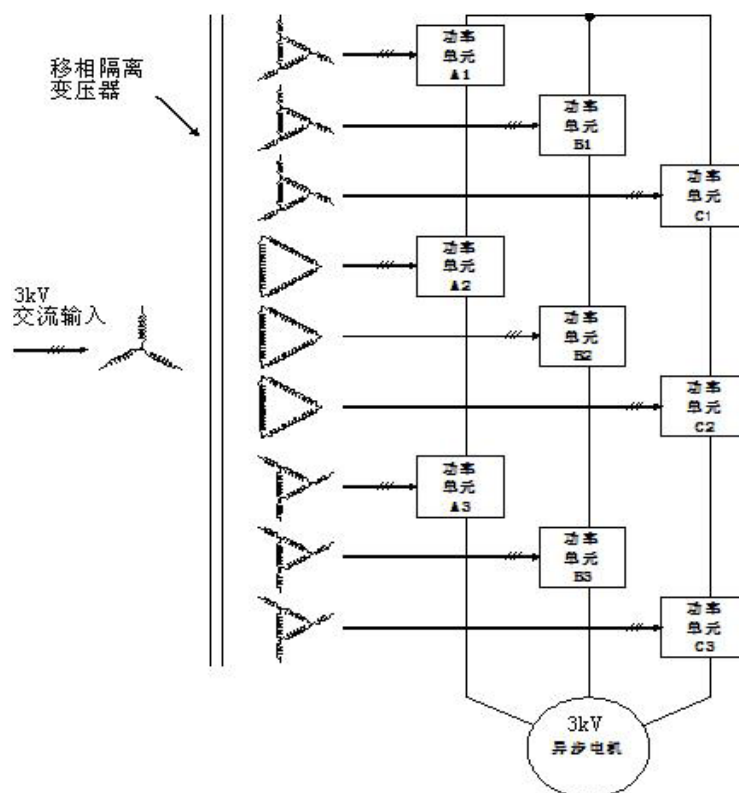 功率
单元
A1
移相隔离
变压器
功率
单元
B1
功率
单元
C1
功率
单元
A2
3kV
交流输入
功率
单元
B2
功率
单元
C2
功率
单元
A3
功率
单元
B3
功率
单元
C3
3kV
异步电机